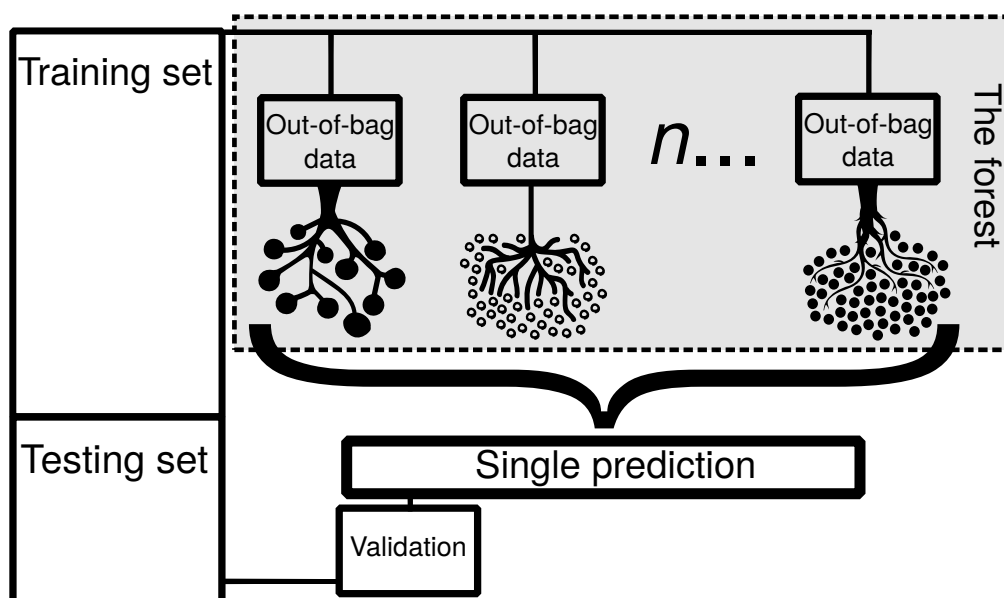 Training set
Out-of-bag
data
Out-of-bag
data
n...
Out-of-bag
data
The forest
Testing set
Single prediction
Validation